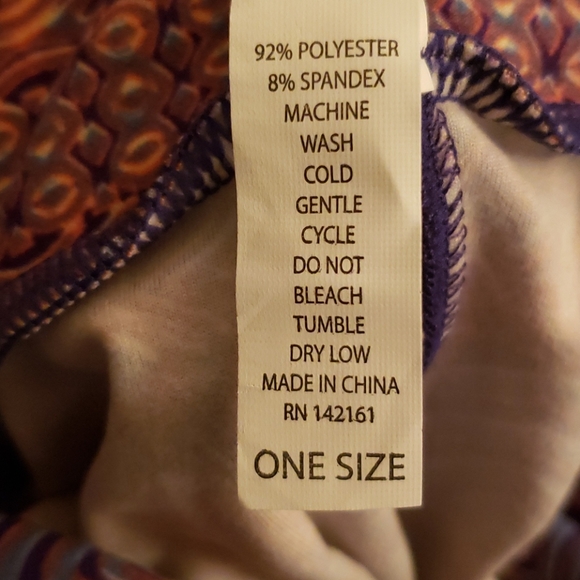 92% POLYESTER
8% SPANDEX
MACHINE
WASH
COLD
GENTLE
CYCLE
DO NOT
BLEACH
TUMBLE
DRY LOW
MADE IN CHINA
RN 142161
ONE SIZE